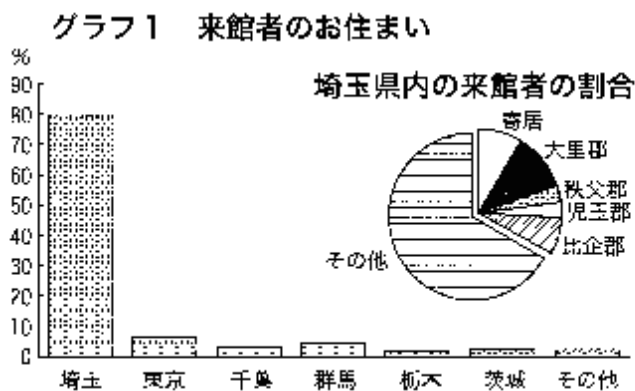 グラフ1 来館者のお住まい
%
90
80
70
60
50
40
30
20
10
0
埼玉 東京 千葉 群馬 栃木 茨城 その他
埼玉県内の来館者の割合
寄居
大里郡
秩父郡
児玉郡
比企郡
その他